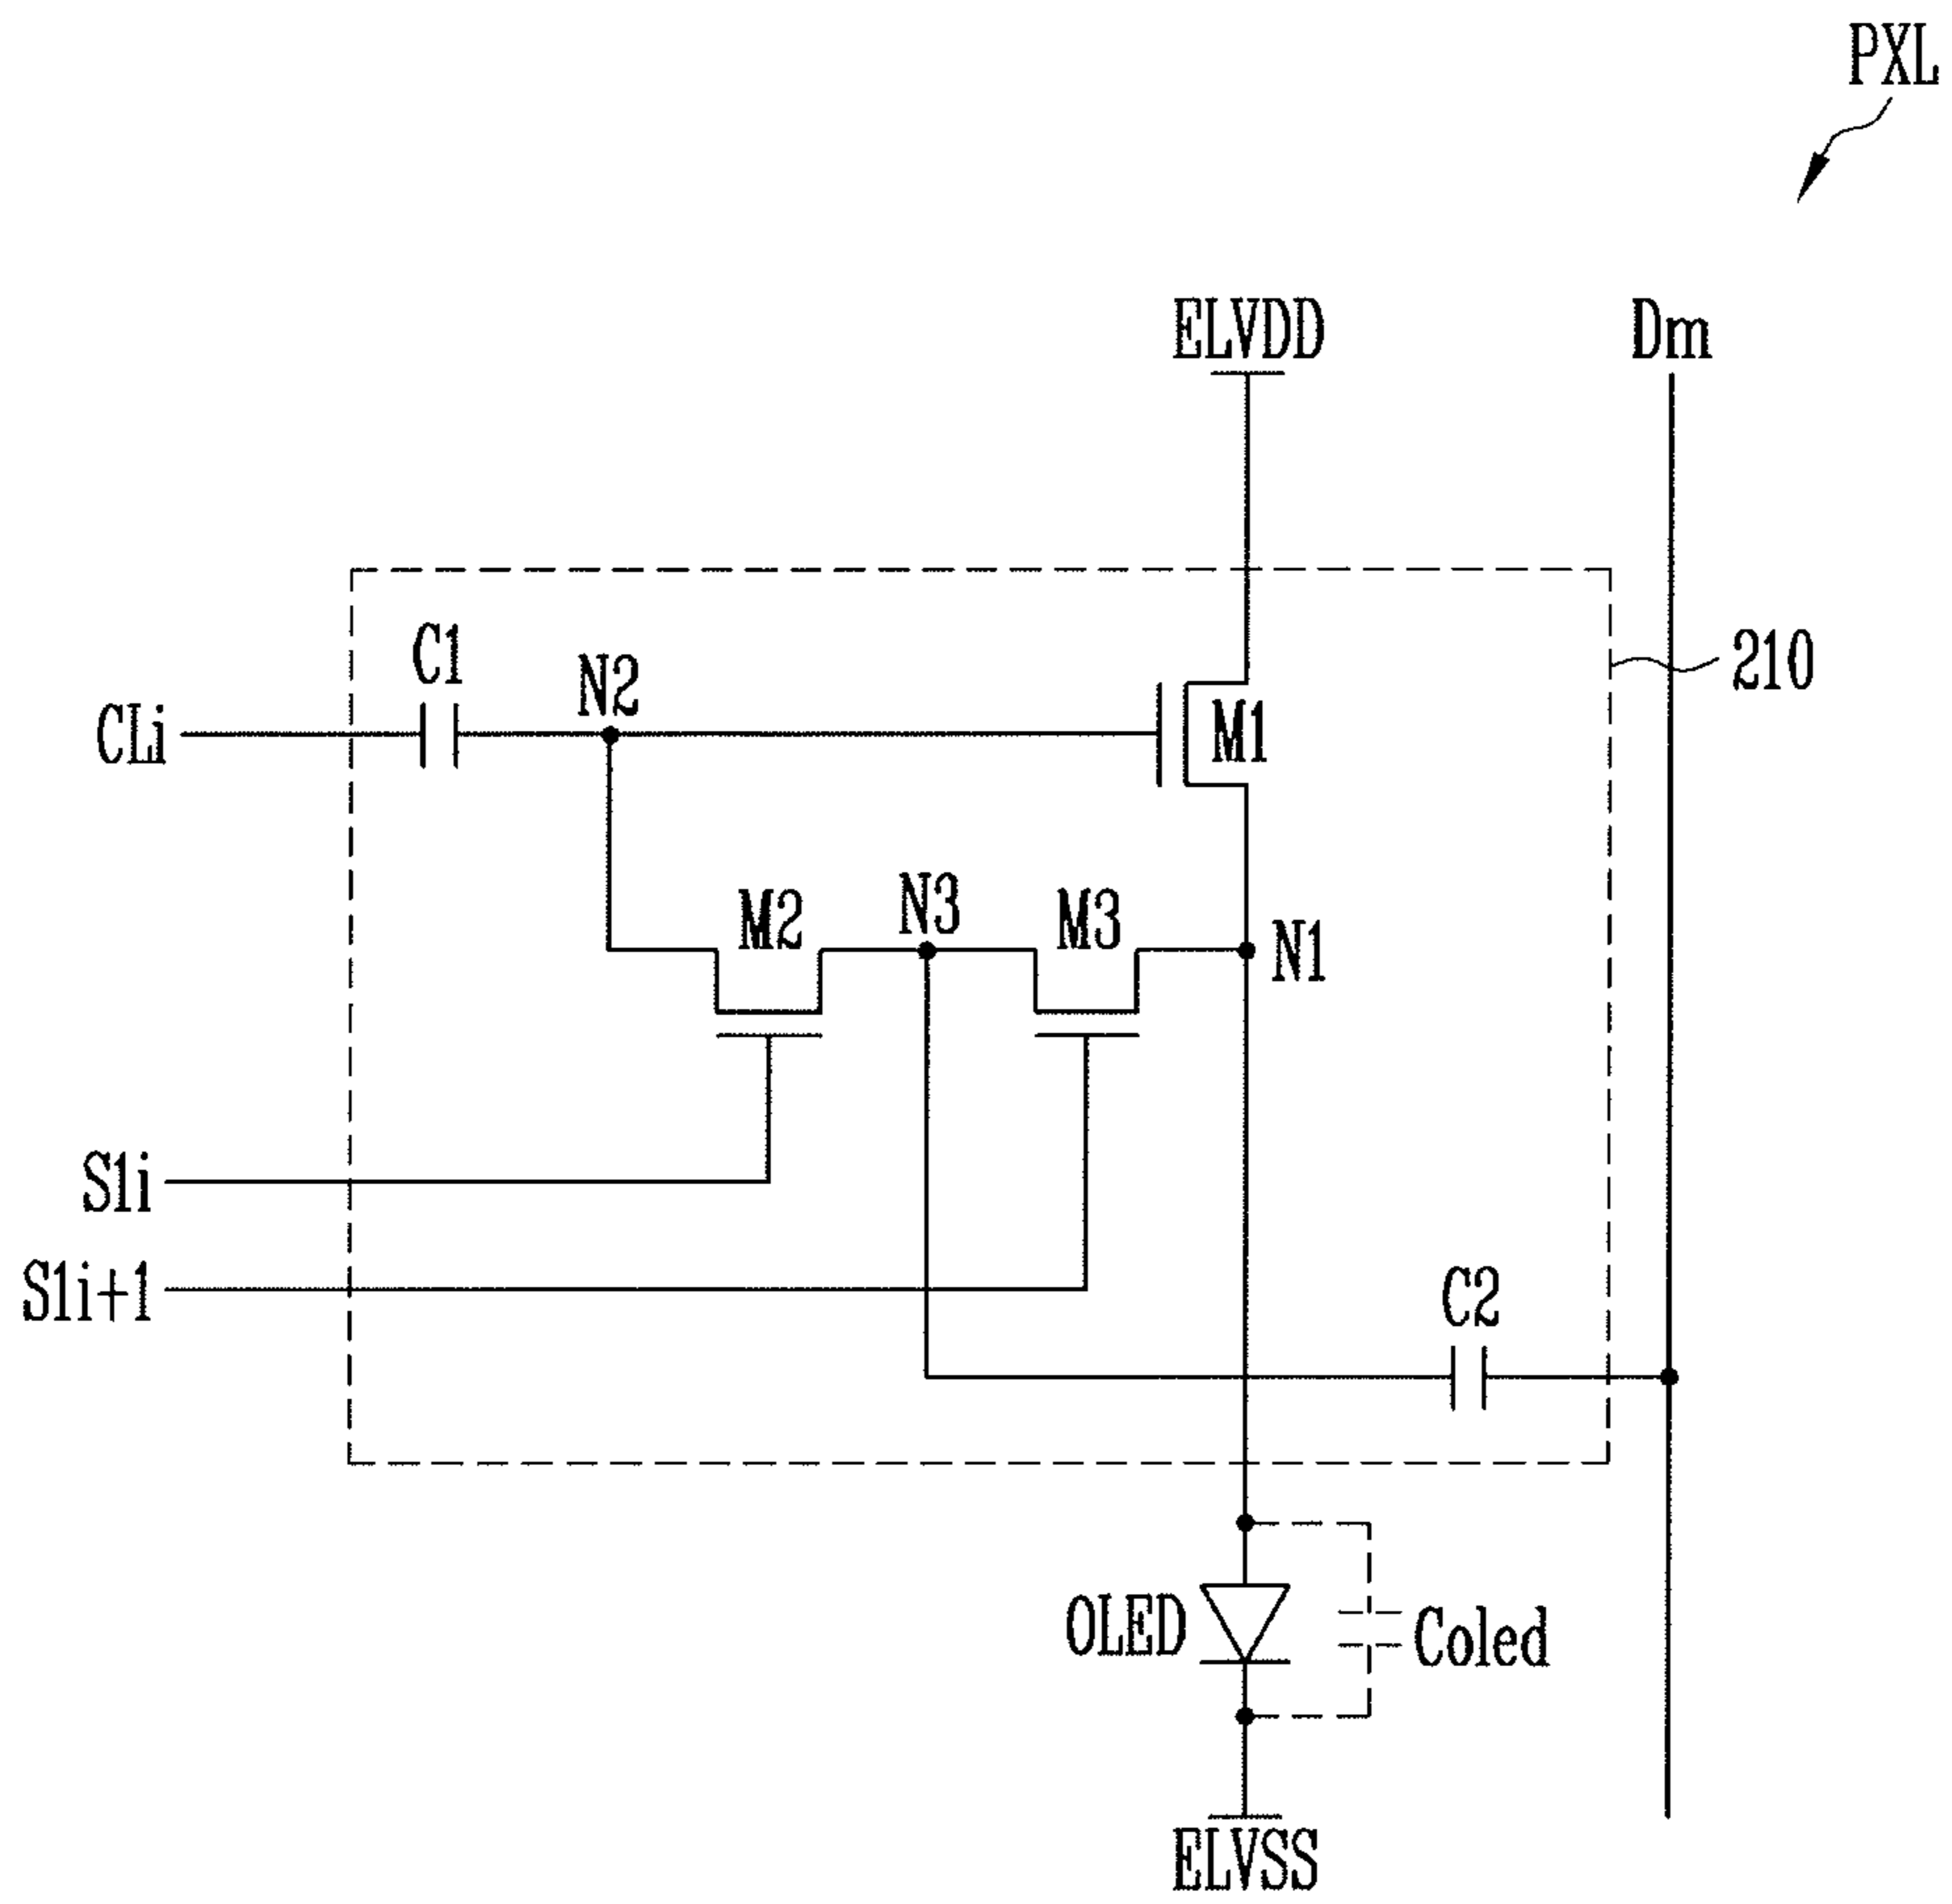 PXL
ELVDD
Dm
C1
N2
210
CLi
M1
M2
N3
M3
N1
S1i
S1i+1
C2
OLED
Coled
ELVSS